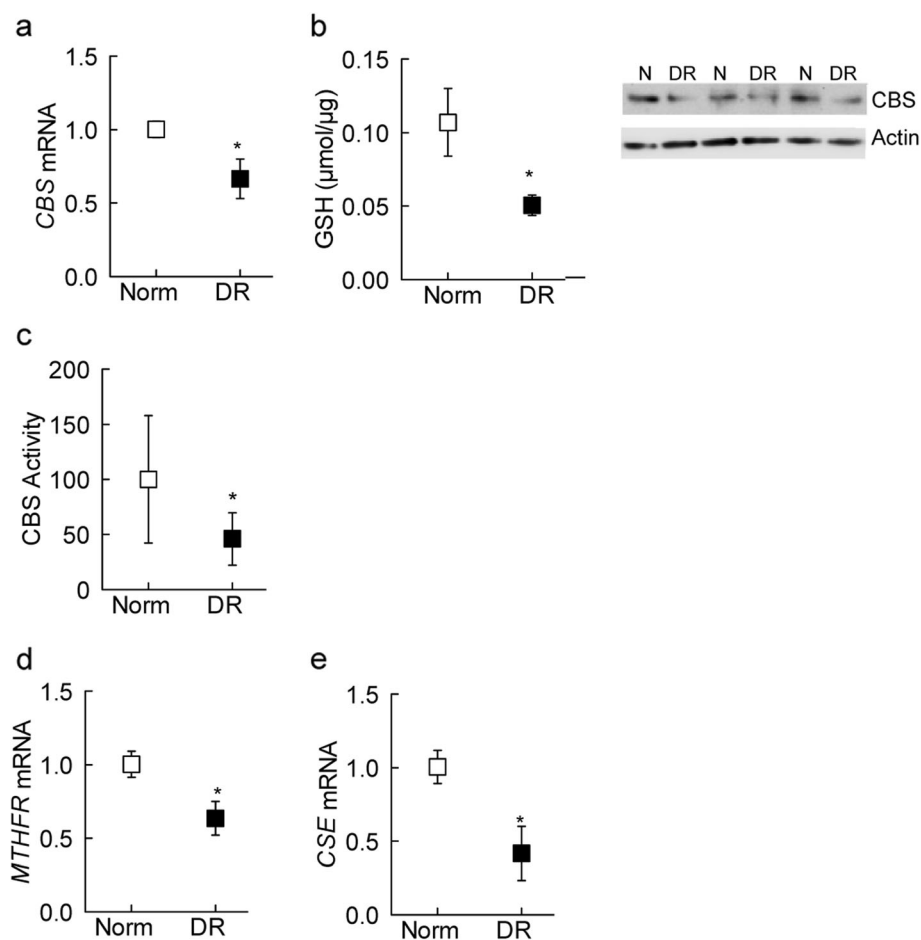 a
1.5
1.0
0.5
0.0
CBS mRNA
*
Norm DR
b
0.15
0.10
0.05
0.00
GSH (μmol/μg)
*
Norm DR
N DR N DR N DR
CBS
Actin
c
200
150
100
50
0
CBS Activity
*
Norm DR
d
1.5
1.0
0.5
0.0
MTHFR mRNA
*
Norm DR
e
1.5
1.0
0.5
0.0
CSE mRNA
*
Norm DR